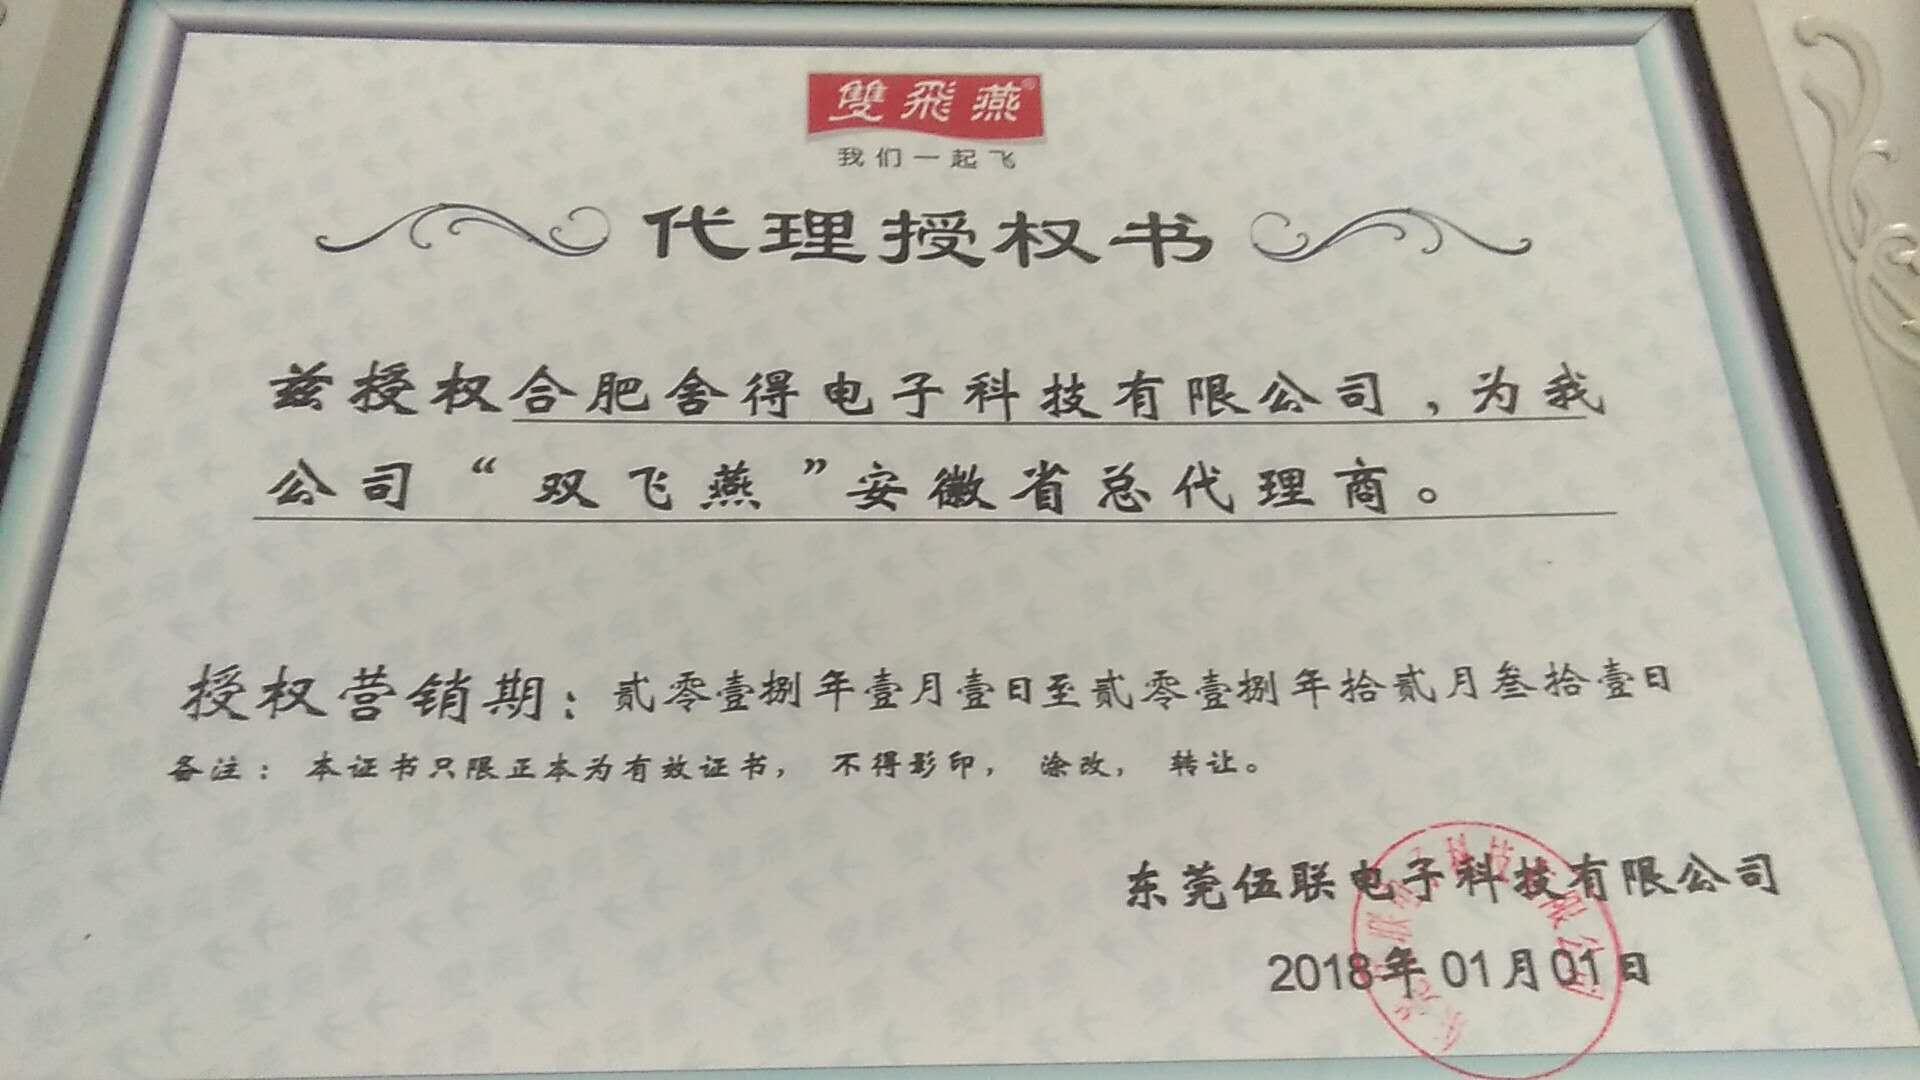 雙飛燕®
我们一起飞
代理授权书
兹授权合肥舍得电子科技有限公司,为我
公司“双飞燕”安徽省总代理商。
授权营销期:贰零壹捌年壹月壹日至贰零壹捌年拾贰月叁拾壹日
备注:本证书只限正本为有效证书,不得影印,涂改,转让。
东莞伍联电子科技有限公司
2018年01月01日